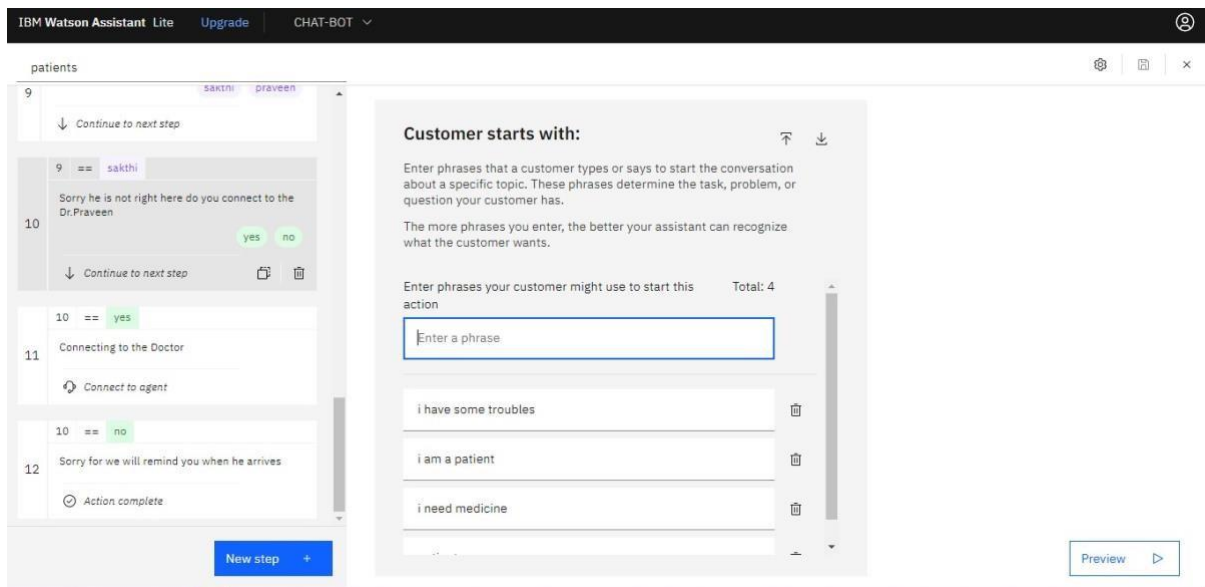 IBM Watson Assistant Lite Upgrade CHAT-BOT
patients
9
sakthi praveen
Continue to next step
9 == sakthi
Sorry he is not right here do you connect to the
Dr.Praveen
10
yes no
Continue to next step
10 == yes
Connecting to the Doctor
11
Connect to agent
10 == no
Sorry for we will remind you when he arrives
12
Action complete
New step +
Customer starts with:
Enter phrases that a customer types or says to start the conversation
about a specific topic. These phrases determine the task, problem, or
question your customer has.
The more phrases you enter, the better your assistant can recognize
what the customer wants.
Enter phrases your customer might use to start this
action
Total: 4
Enter a phrase
i have some troubles
i am a patient
i need medicine
Preview